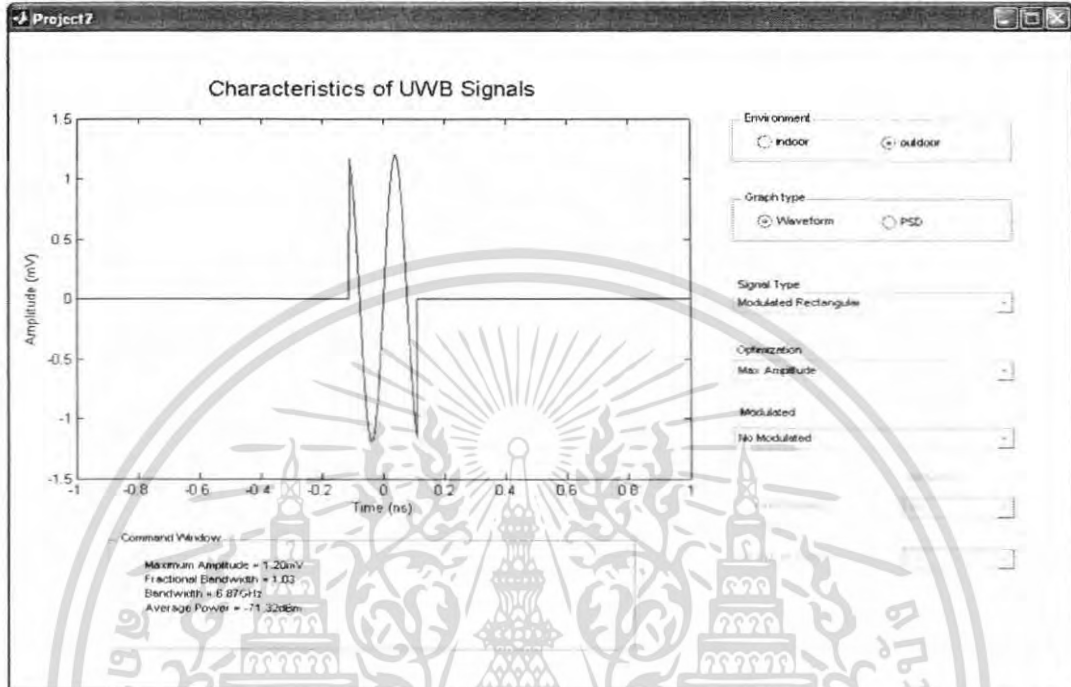 Project7
Characteristics of UWB Signals
1.5
1
0.5
0
-0.5
-1
-1.5
Amplitude (mV)
-1 -0.8 -0.6 -0.4 -0.2 0 0.2 0.4 0.6 0.8 1
Time (ns)
Environment
indoor outdoor
Graph type
Waveform PSD
Signal Type
Modulated Rectangular
Optimization
Max Amplitude
Modulated
No Modulated
Command Window
Maximum Amplitude = 1.20mV
Fractional Bandwidth = 1.03
Bandwidth = 6.87GHz
Average Power = -71.32dBm